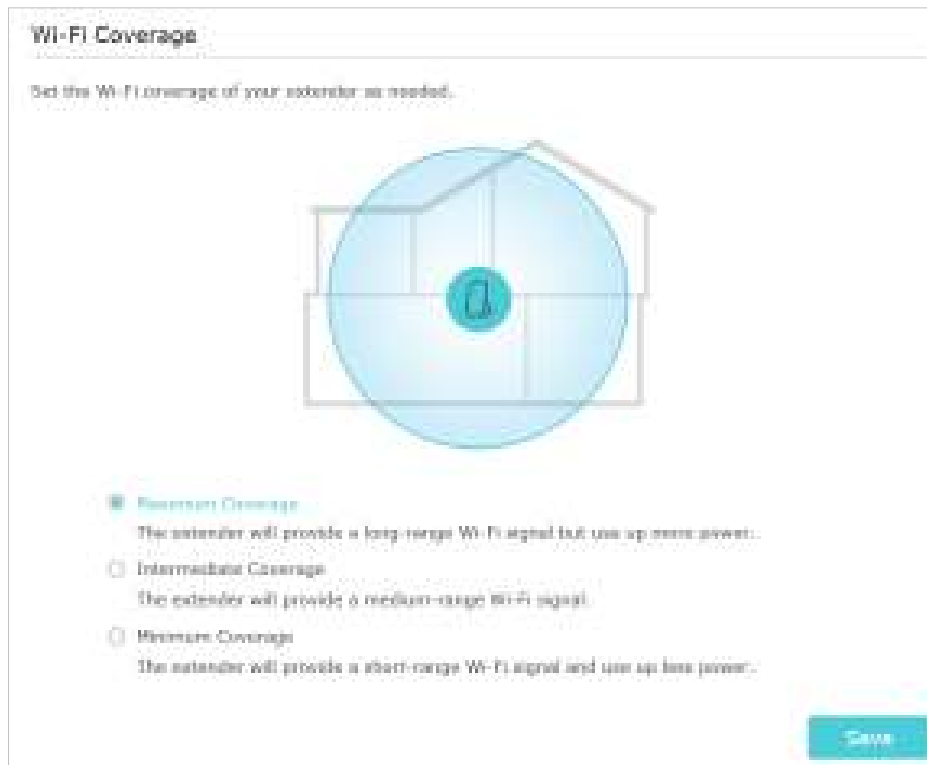 Wi-Fi Coverage
Set the Wi-Fi coverage of your extender as needed.
Maximum Coverage
The extender will provide a long-range Wi-Fi signal but use up more power.
Intermediate Coverage
The extender will provide a medium-range Wi-Fi signal.
Minimum Coverage
The extender will provide a short-range Wi-Fi signal and use up less power.
Save